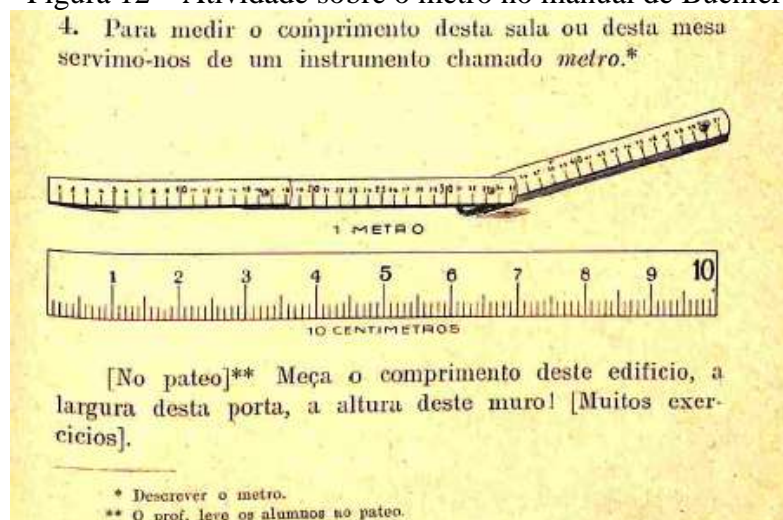 Figura 12 – Atividade sobre o metro no manual de Büchler
4. Para medir o comprimento desta sala ou desta mesa
servimo-nos de um instrumento chamado metro.*
1 METRO
1 2 3 4 5 6 7 8 9 10
10 CENTIMETROS
[No pateo]** Meça o comprimento deste edificio, a
largura desta porta, a altura deste muro! [Muitos exer-
cicios].
* Descrever o metro.
** O prof. leve os alumnos ao pateo.